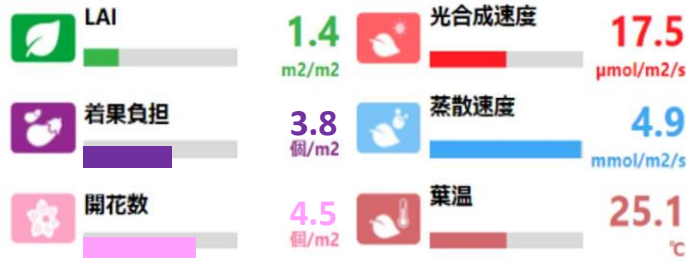 LAI
1.4
m2/m2
光合成速度
17.5
μmol/m2/s
着果負担
3.8
個/m2
蒸散速度
4.9
mmol/m2/s
開花数
4.5
個/m2
葉温
25.1
℃